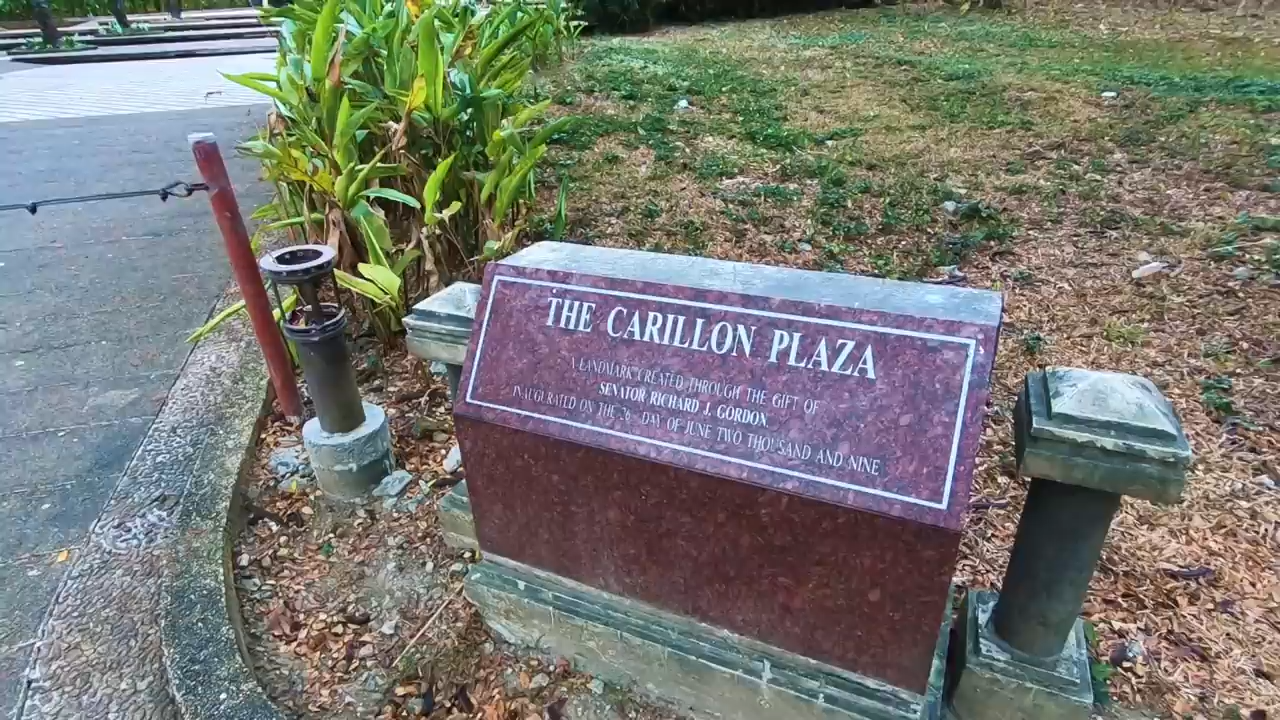 THE CARILLON PLAZA
A LANDMARK CREATED THROUGH THE GIFT OF
SENATOR RICHARD J. GORDON.
INAUGURATED ON THE 26 DAY OF JUNE TWO THOUSAND AND NINE